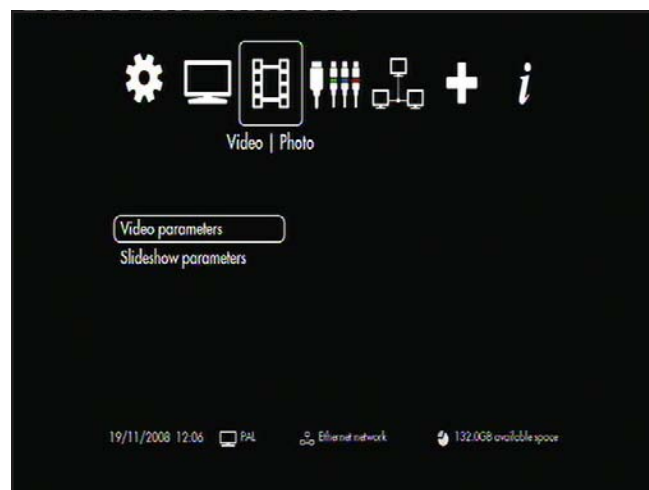 Video | Photo
Video parameters
Slideshow parameters
19/11/2008 12:06 PAL Ethernet network 132.0GB available space